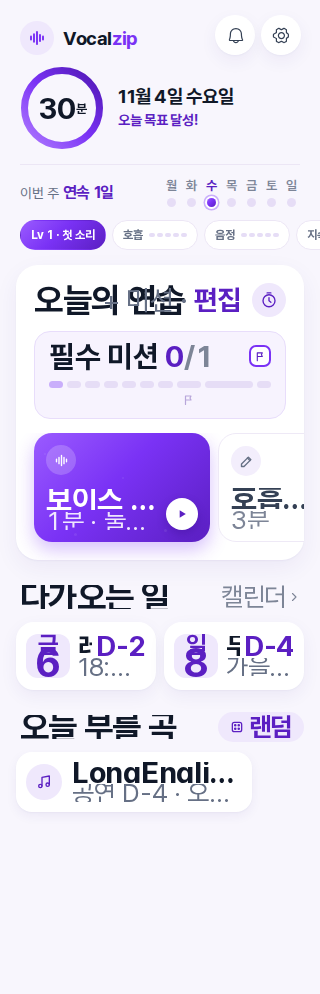 Vocalzip
30분
11월 4일 수요일
오늘 목표 달성!
이번 주 연속 1일
월 화 수 목 금 토 일
Lv 1 · 첫 소리
호흡
음정
오늘의 미션
편집
필수 미션 0/1
보이스 ...
1분 · 눕...
호흡...
3분
다가오는 일
캘린더 ›
금
6
D-2
18:...
일
8
D-4
가을...
오늘 부를 곡
랜덤
LongEngli...
공연 D-4 · 오...